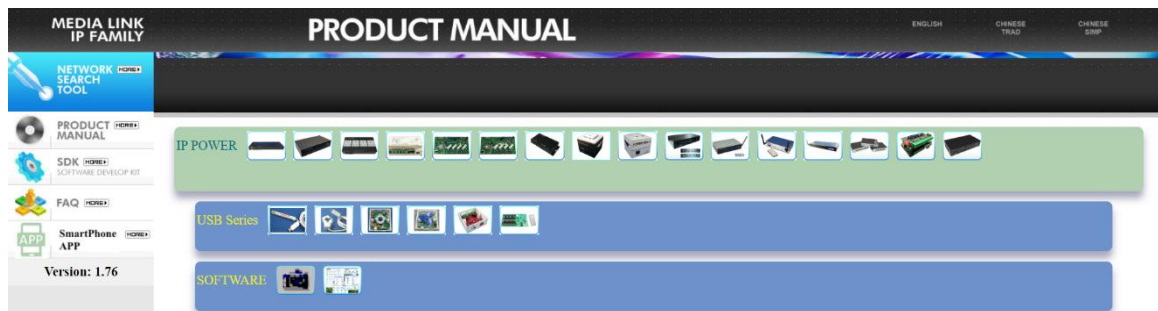 MEDIA LINK
IP FAMILY
PRODUCT MANUAL
ENGLISH
CHINESE
TRAD
CHINESE
SIMP
NETWORK MORE
SEARCH
TOOL
PRODUCT MORE
MANUAL
SDK MORE
SOFTWARE DEVELOP KIT
FAQ MORE
APP
SmartPhone MORE
APP
Version: 1.76
IP POWER
USB Series
SOFTWARE